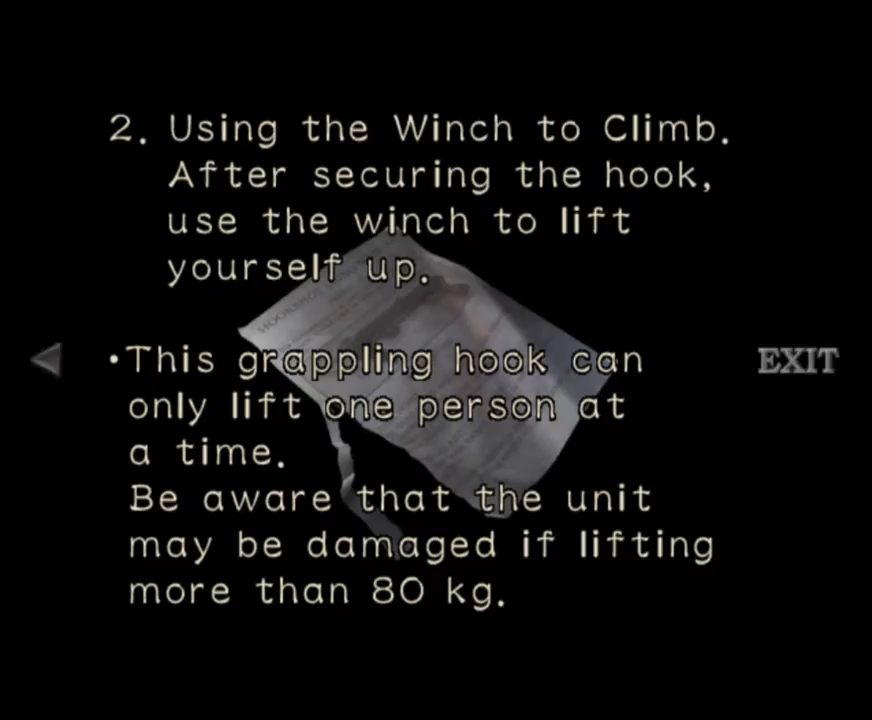 2. Using the Winch to Climb.
After securing the hook,
use the winch to lift
yourself up.
•This grappling hook can
only lift one person at
a time.
Be aware that the unit
may be damaged if lifting
more than 80 kg.
EXIT